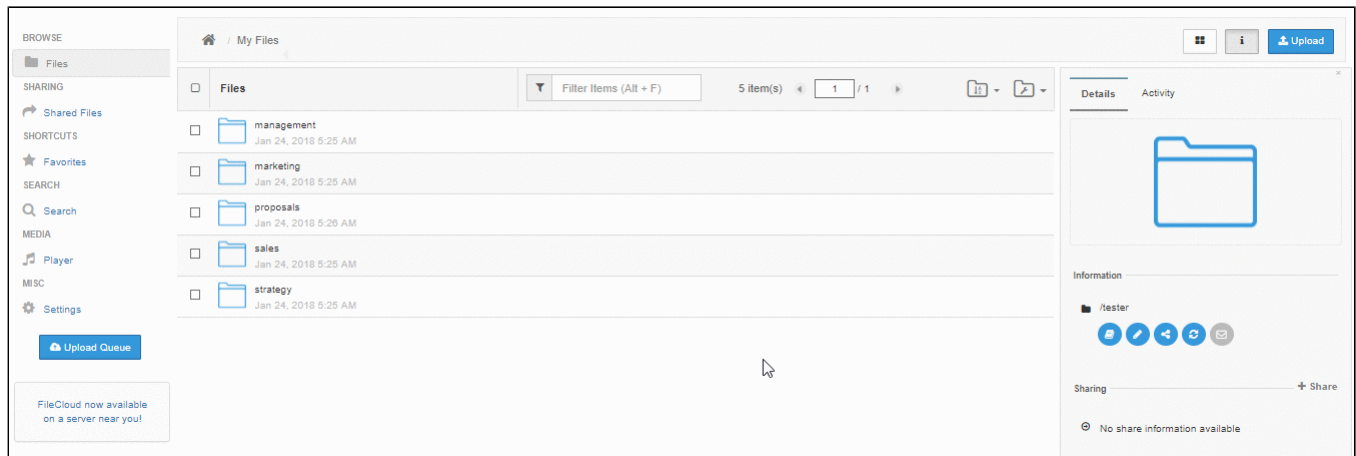 BROWSE
Files
SHARING
Shared Files
SHORTCUTS
Favorites
SEARCH
Search
MEDIA
Player
MISC
Settings
Upload Queue
FileCloud now available
on a server near you!
/ My Files
i
Upload
Files
Filter Items (Alt + F)
5 item(s)
1 / 1
management
Jan 24, 2018 5:25 AM
marketing
Jan 24, 2018 5:25 AM
proposals
Jan 24, 2018 5:26 AM
sales
Jan 24, 2018 5:25 AM
strategy
Jan 24, 2018 5:25 AM
×
Details Activity
Information
/tester
Sharing + Share
No share information available